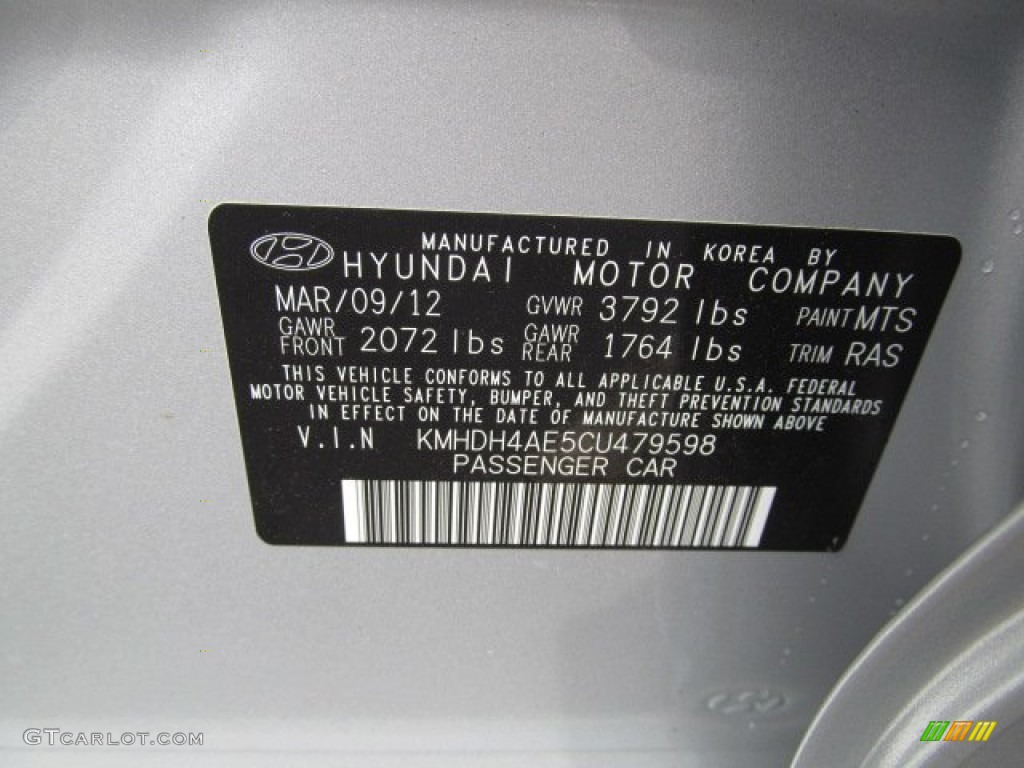 MANUFACTURED IN KOREA BY
HYUNDAI MOTOR COMPANY
MAR/09/12 GVWR 3792 lbs PAINT MTS
GAWR FRONT 2072 lbs GAWR REAR 1764 lbs TRIM RAS
THIS VEHICLE CONFORMS TO ALL APPLICABLE U.S.A. FEDERAL
MOTOR VEHICLE SAFETY, BUMPER, AND THEFT PREVENTION STANDARDS
IN EFFECT ON THE DATE OF MANUFACTURE SHOWN ABOVE
V.I.N KMHDH4AE5CU479598
PASSENGER CAR
GTCARLOT.COM